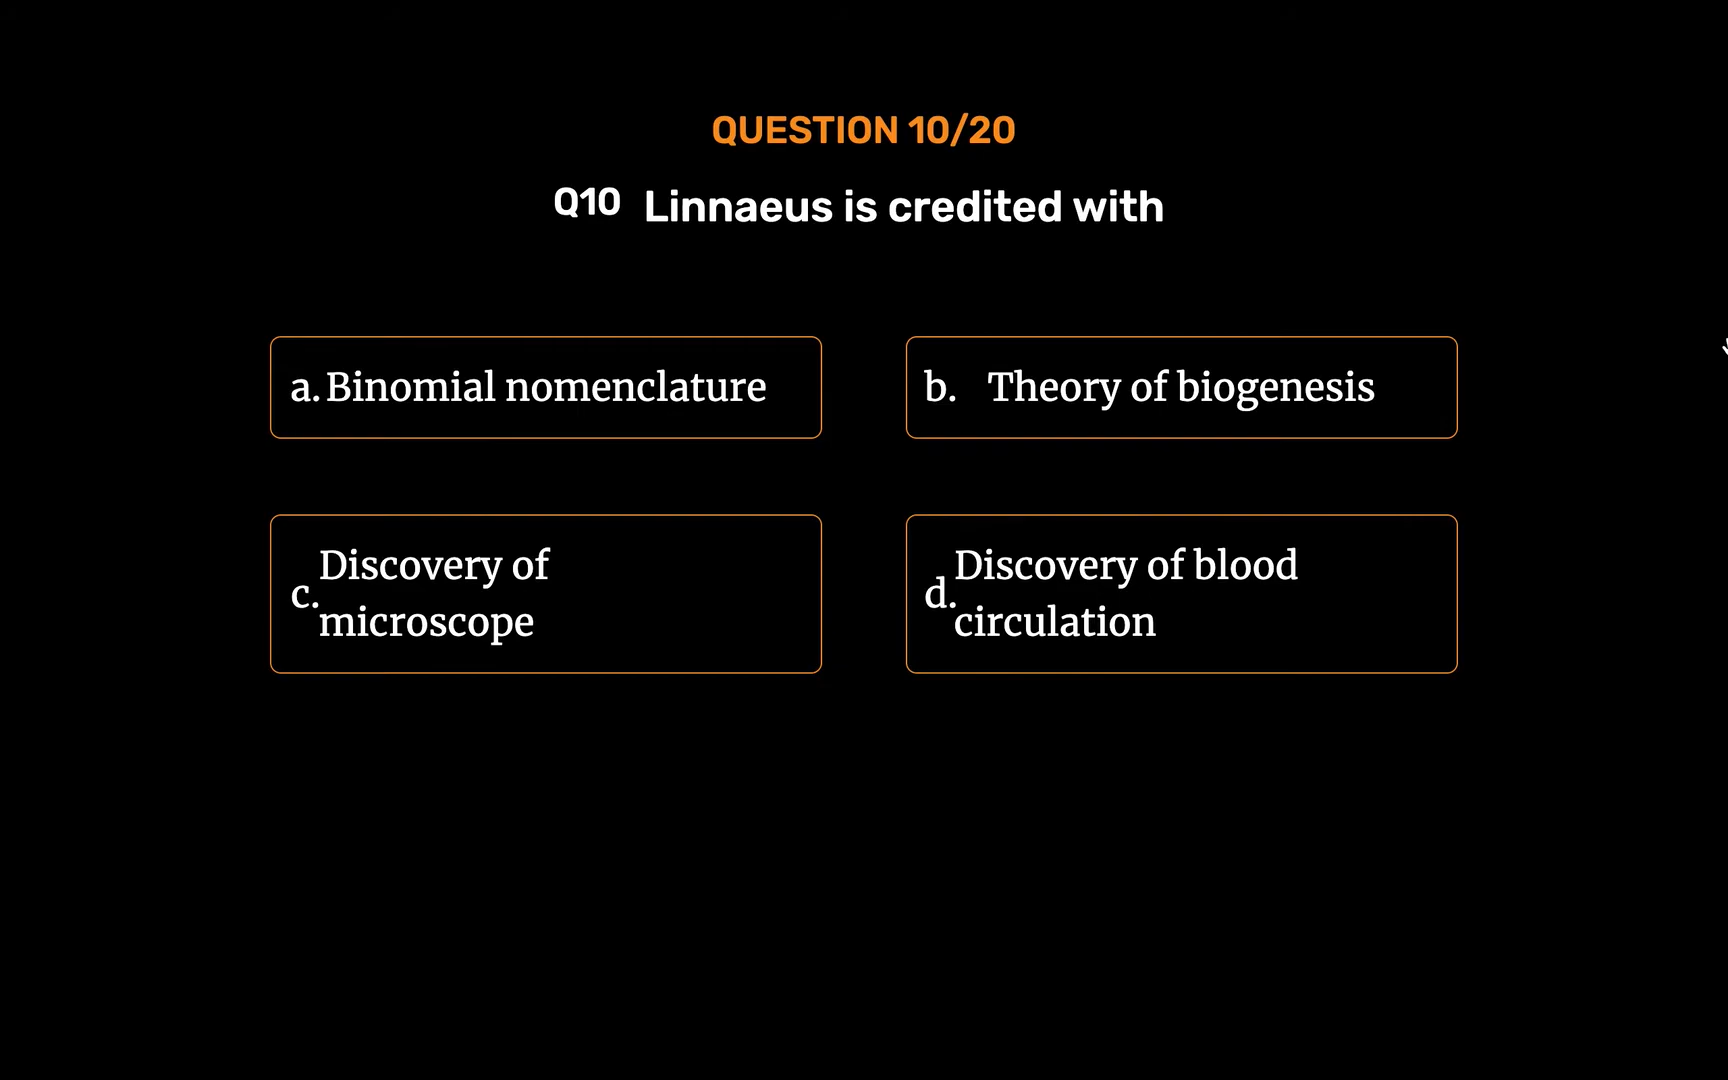 QUESTION 10/20
Q10 Linnaeus is credited with
a. Binomial nomenclature
b. Theory of biogenesis
c. Discovery of
microscope
d. Discovery of blood
circulation